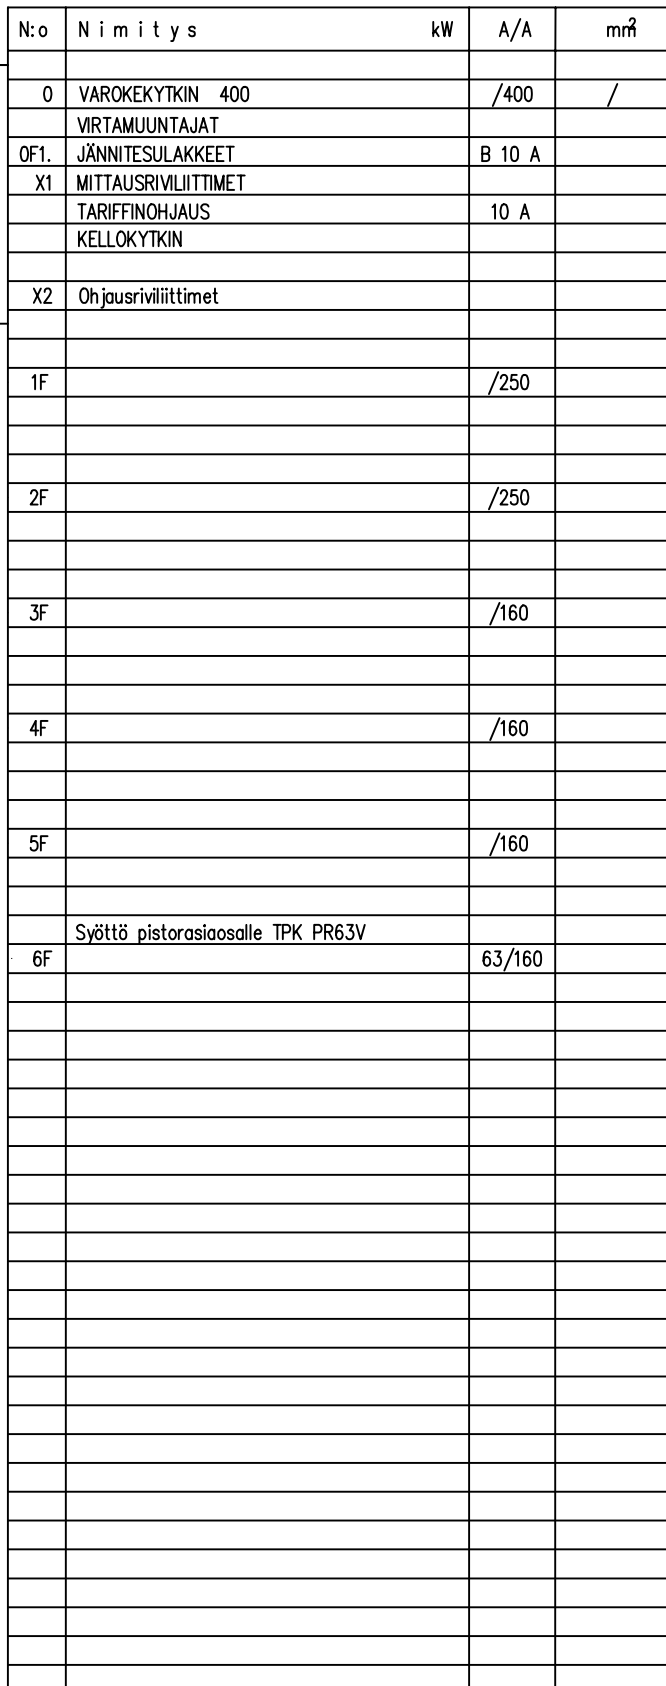 N:o Nimitys kW A/A mm²
0 VAROKEKYTKIN 400 /400 /
VIRTAMUUNTAJAT
0F1. JÄNNITESULAKKEET B 10 A
X1 MITTAUSRIVILIITTIMET
TARIFFINOHJAUS 10 A
KELLOKYTKIN
X2 Ohjausriviliittimet
1F /250
2F /250
3F /160
4F /160
5F /160
Syöttö pistorasiaosalle TPK PR63V
6F 63/160